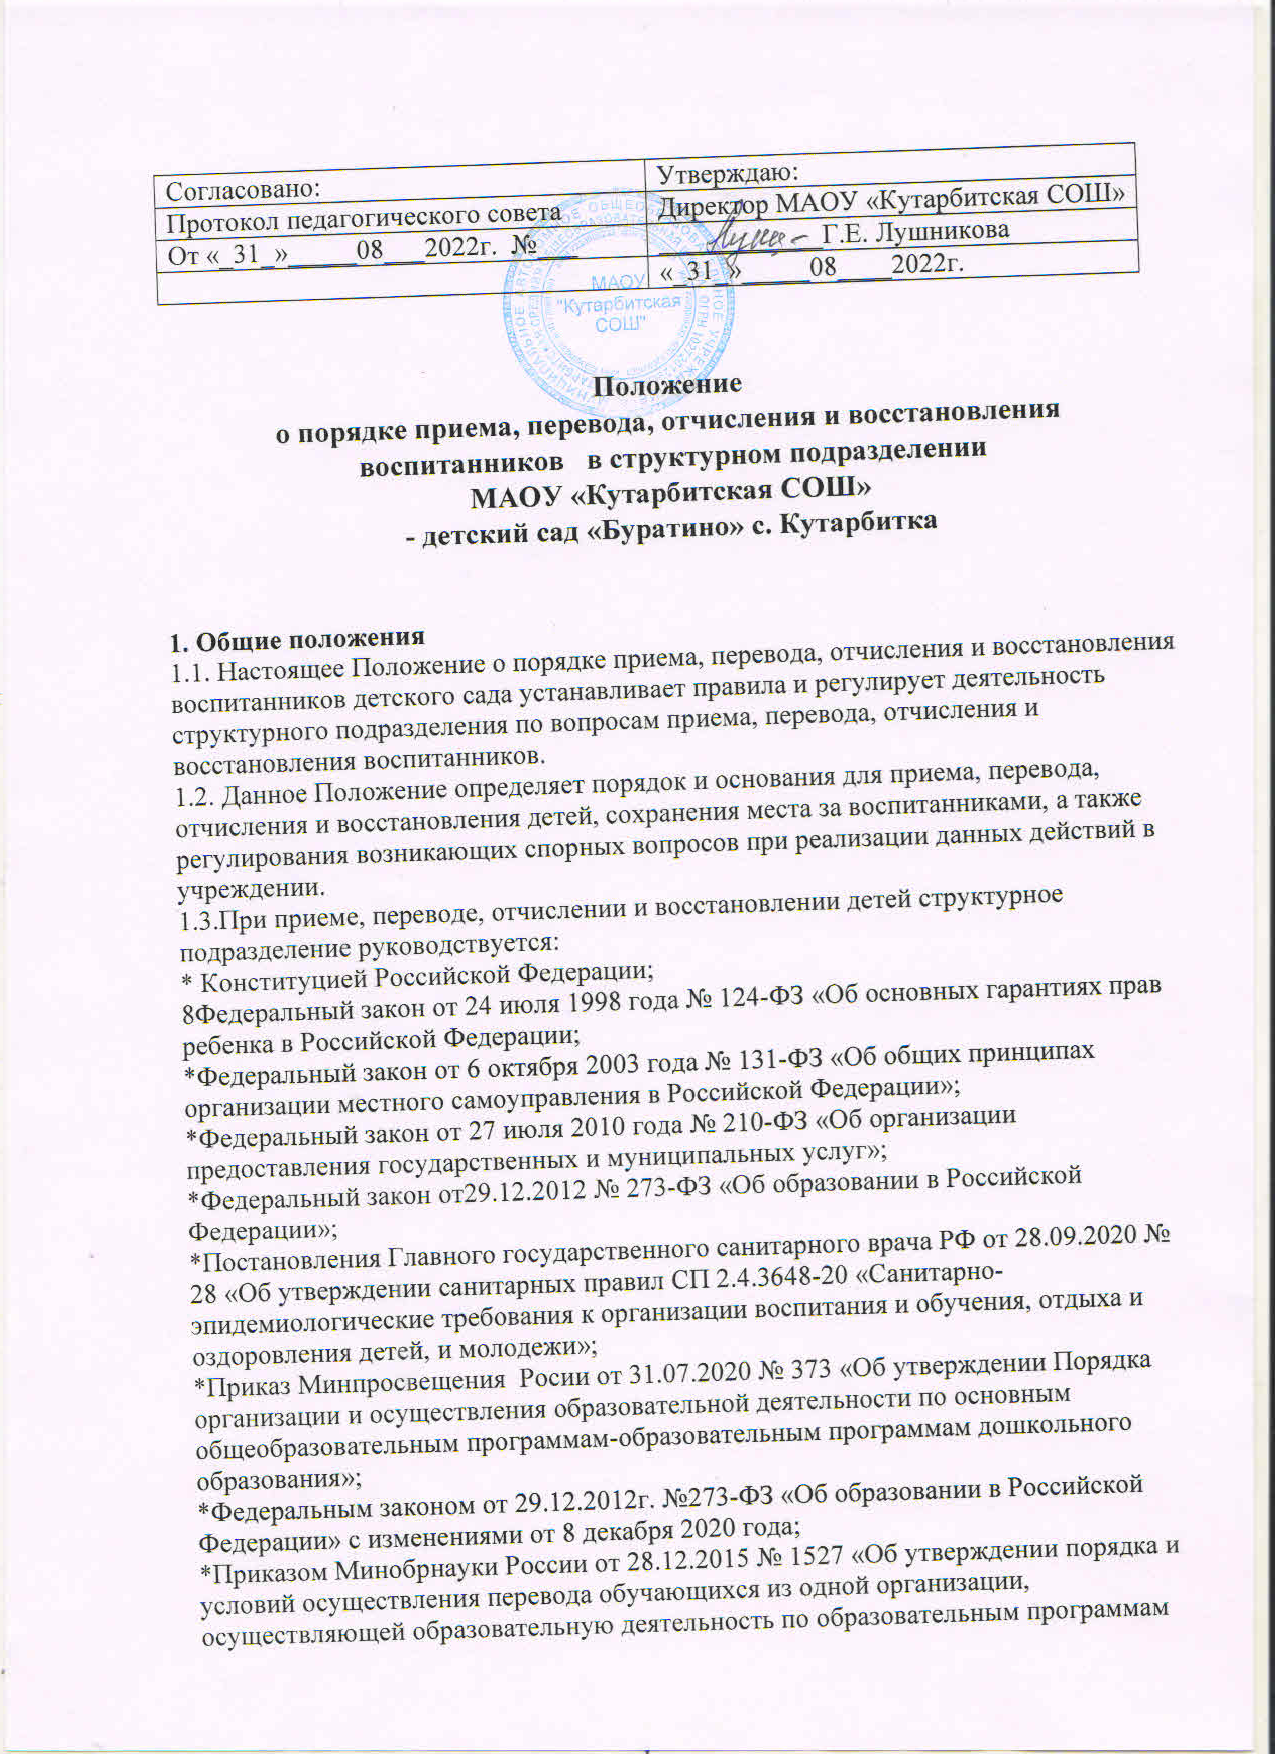 Согласовано:
Утверждаю:
Протокол педагогического совета
Директор МАОУ «Кутарбитская СОШ»
От «_31_»_____08___2022г. №___
____________Г.Е. Лушникова
«_31_»_____08____2022г.
МАОУ
"Кутарбитская
СОШ"
Положение
о порядке приема, перевода, отчисления и восстановления
воспитанников в структурном подразделении
МАОУ «Кутарбитская СОШ»
- детский сад «Буратино» с. Кутарбитка
1. Общие положения
1.1. Настоящее Положение о порядке приема, перевода, отчисления и восстановления
воспитанников детского сада устанавливает правила и регулирует деятельность
структурного подразделения по вопросам приема, перевода, отчисления и
восстановления воспитанников.
1.2. Данное Положение определяет порядок и основания для приема, перевода,
отчисления и восстановления детей, сохранения места за воспитанниками, а также
регулирования возникающих спорных вопросов при реализации данных действий в
учреждении.
1.3.При приеме, переводе, отчислении и восстановлении детей структурное
подразделение руководствуется:
* Конституцией Российской Федерации;
8Федеральный закон от 24 июля 1998 года № 124-ФЗ «Об основных гарантиях прав
ребенка в Российской Федерации;
*Федеральный закон от 6 октября 2003 года № 131-ФЗ «Об общих принципах
организации местного самоуправления в Российской Федерации»;
*Федеральный закон от 27 июля 2010 года № 210-ФЗ «Об организации
предоставления государственных и муниципальных услуг»;
*Федеральный закон от29.12.2012 № 273-ФЗ «Об образовании в Российской
Федерации»;
*Постановления Главного государственного санитарного врача РФ от 28.09.2020 №
28 «Об утверждении санитарных правил СП 2.4.3648-20 «Санитарно-
эпидемиологические требования к организации воспитания и обучения, отдыха и
оздоровления детей, и молодежи»;
*Приказ Минпросвещения Росии от 31.07.2020 № 373 «Об утверждении Порядка
организации и осуществления образовательной деятельности по основным
общеобразовательным программам-образовательным программам дошкольного
образования»;
*Федеральным законом от 29.12.2012г. №273-ФЗ «Об образовании в Российской
Федерации» с изменениями от 8 декабря 2020 года;
*Приказом Минобрнауки России от 28.12.2015 № 1527 «Об утверждении порядка и
условий осуществления перевода обучающихся из одной организации,
осуществляющей образовательную деятельность по образовательным программам